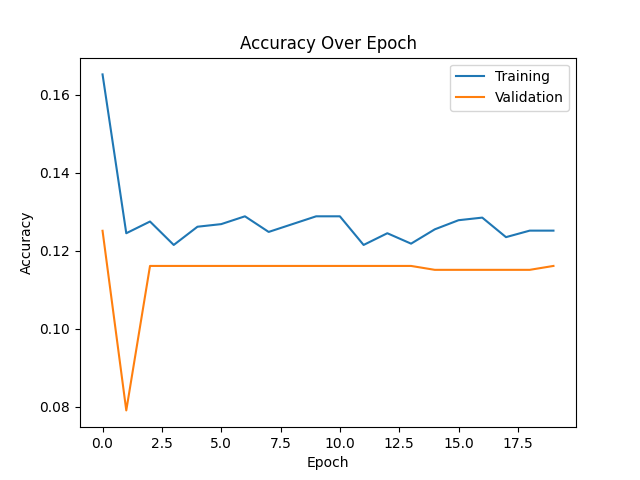 Accuracy Over Epoch
Training
Validation
0.16
0.14
0.12
0.10
0.08
Accuracy
0.0 2.5 5.0 7.5 10.0 12.5 15.0 17.5
Epoch